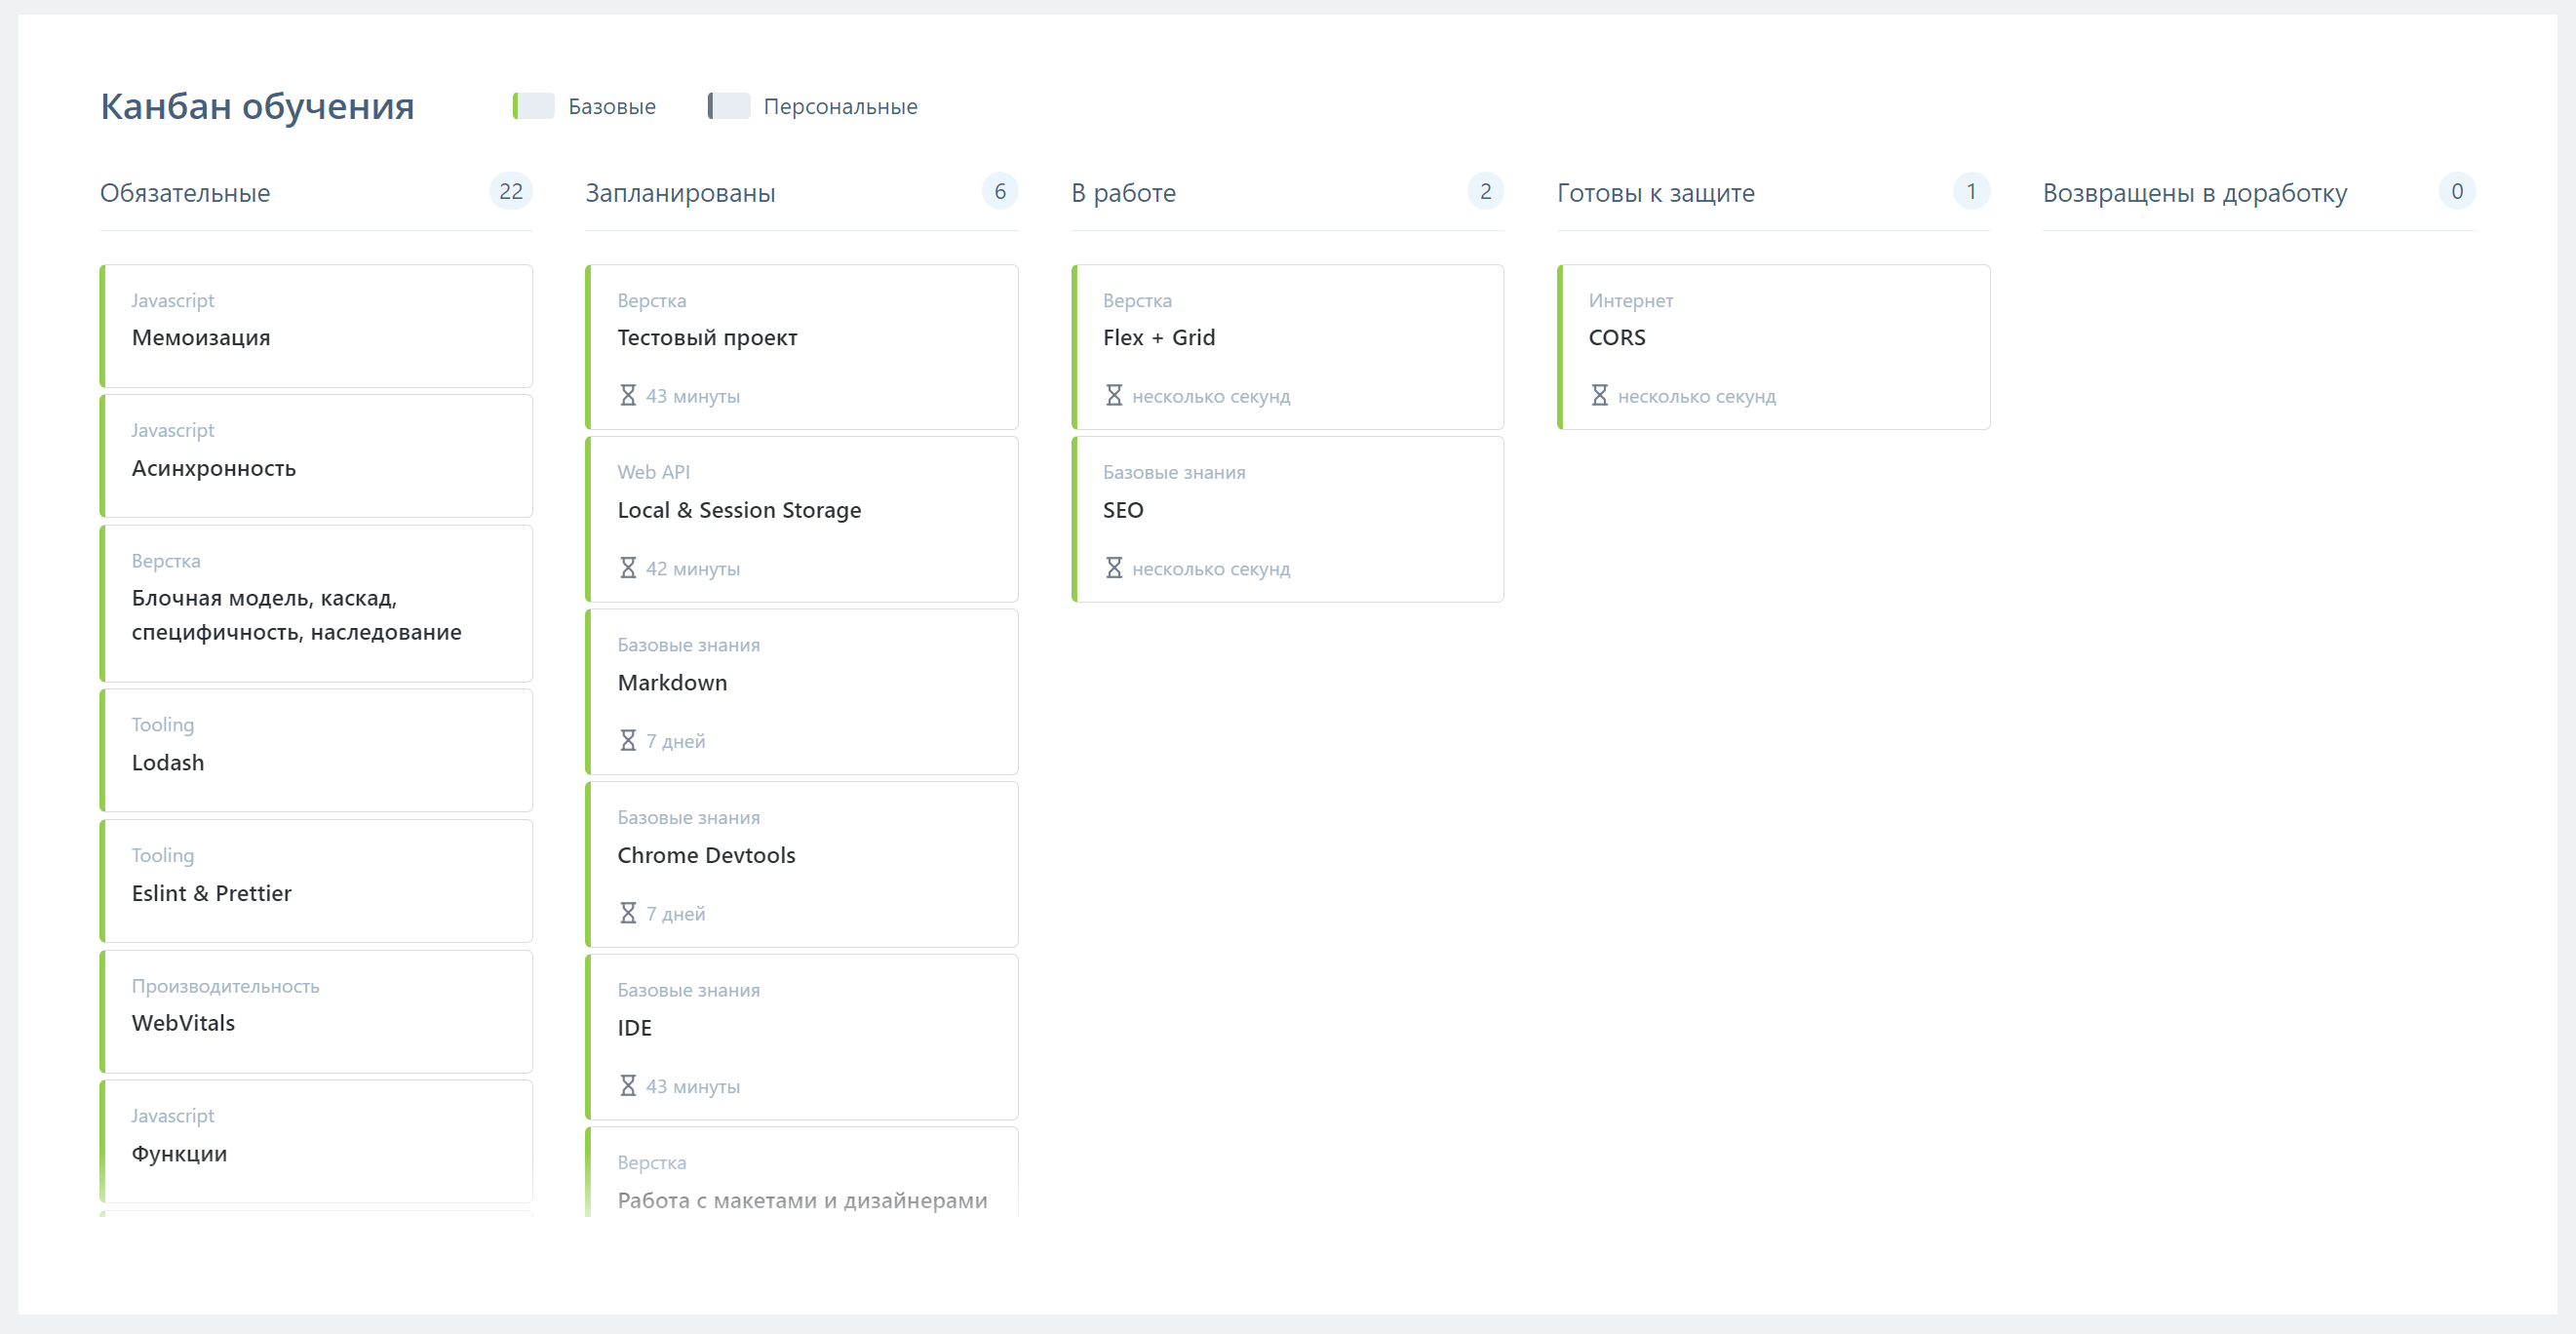 Канбан обучения
Базовые
Персональные
Обязательные
22
Javascript
Мемоизация
Javascript
Асинхронность
Верстка
Блочная модель, каскад,
специфичность, наследование
Tooling
Lodash
Tooling
Eslint & Prettier
Производительность
WebVitals
Javascript
Функции
Запланированы
6
Верстка
Тестовый проект
43 минуты
Web API
Local & Session Storage
42 минуты
Базовые знания
Markdown
7 дней
Базовые знания
Chrome Devtools
7 дней
Базовые знания
IDE
43 минуты
Верстка
Работа с макетами и дизайнерами
В работе
2
Верстка
Flex + Grid
несколько секунд
Базовые знания
SEO
несколько секунд
Готовы к защите
1
Интернет
CORS
несколько секунд
Возвращены в доработку
0